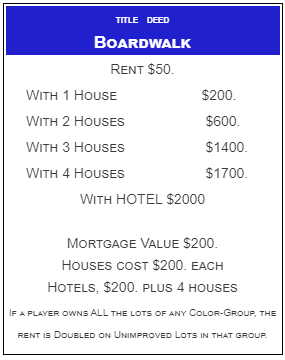 TITLE DEED
BOARDWALK
RENT $50.
WITH 1 HOUSE $200.
WITH 2 HOUSES $600.
WITH 3 HOUSES $1400.
WITH 4 HOUSES $1700.
WITH HOTEL $2000
MORTGAGE VALUE $200.
HOUSES COST $200. EACH
HOTELS, $200. PLUS 4 HOUSES
IF A PLAYER OWNS ALL THE LOTS OF ANY COLOR-GROUP, THE
RENT IS DOUBLED ON UNIMPROVED LOTS IN THAT GROUP.